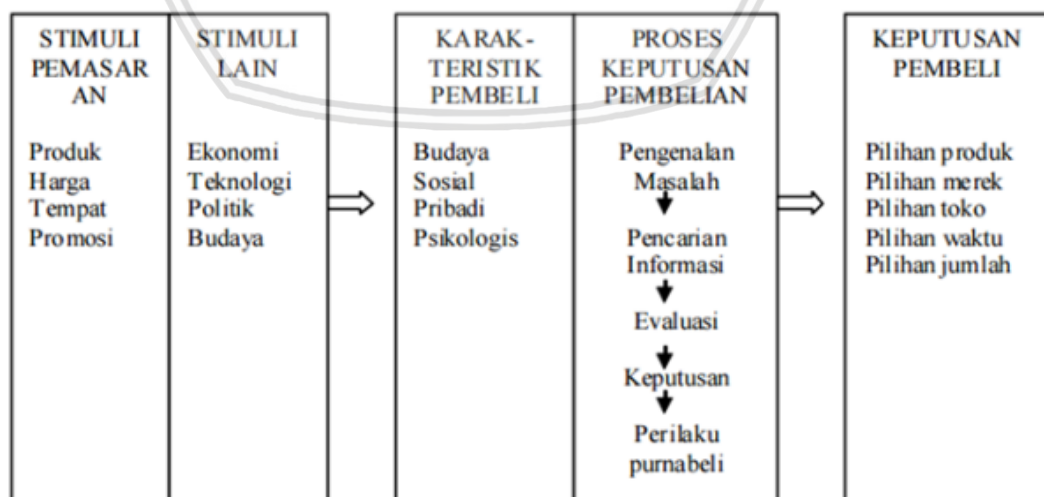 STIMULI
PEMASAR
AN
Produk
Harga
Tempat
Promosi
STIMULI
LAIN
Ekonomi
Teknologi
Politik
Budaya
KARAK-
TERISTIK
PEMBELI
Budaya
Sosial
Pribadi
Psikologis
PROSES
KEPUTUSAN
PEMBELIAN
Pengenalan
Masalah
Pencarian
Informasi
Evaluasi
Keputusan
Perilaku
purnabeli
KEPUTUSAN
PEMBELI
Pilihan produk
Pilihan merek
Pilihan toko
Pilihan waktu
Pilihan jumlah